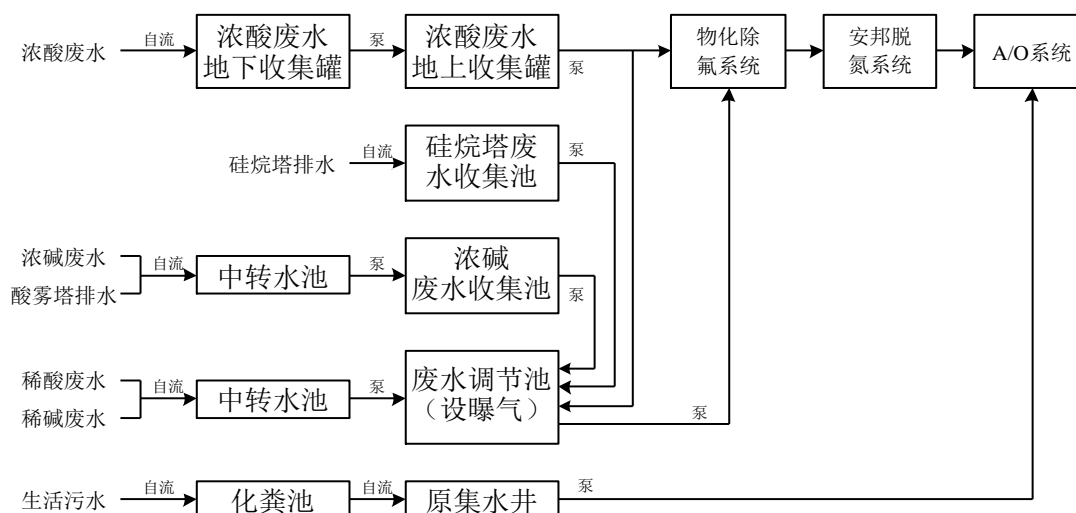 浓酸废水
自流
浓酸废水
地下收集罐
泵
浓酸废水
地上收集罐
泵
物化除
氟系统
安邦脱
氮系统
A/O系统
硅烷塔排水
自流
硅烷塔废
水收集池
泵
浓碱废水
酸雾塔排水
自流
中转水池
泵
浓碱
废水收集池
泵
稀酸废水
稀碱废水
自流
中转水池
泵
废水调节池
（设曝气）
泵
生活污水
自流
化粪池
自流
原集水井
泵